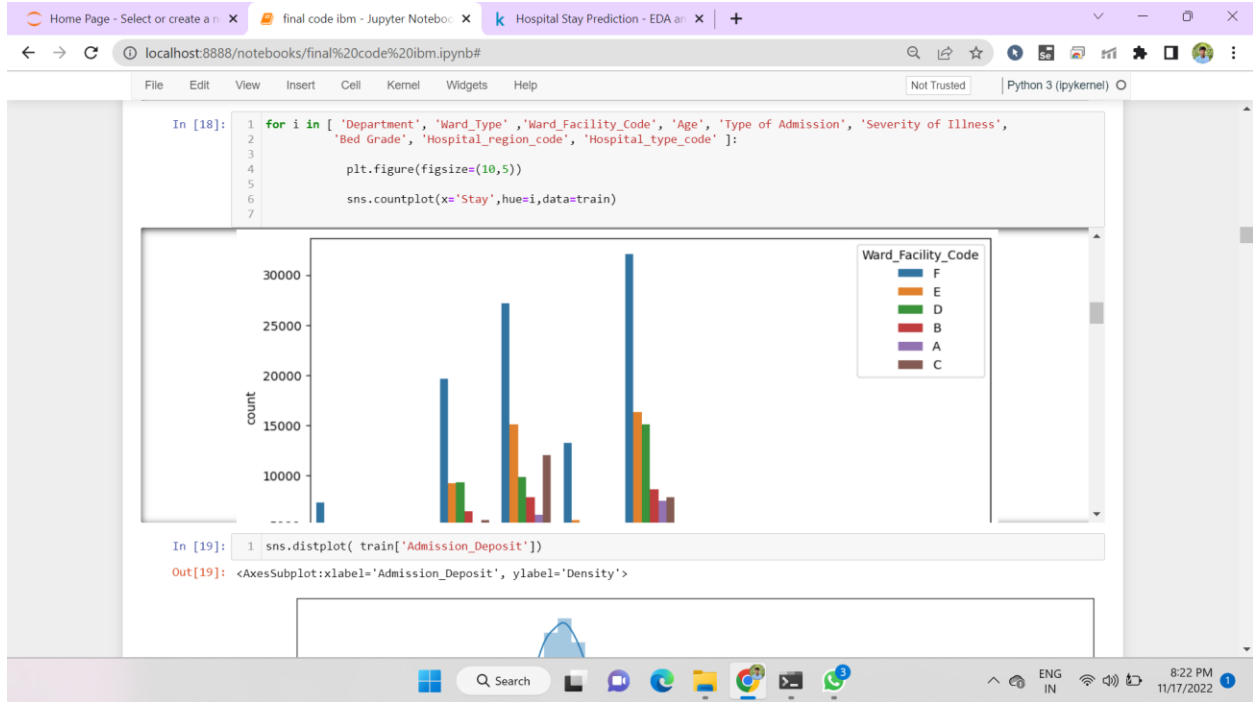 Home Page - Select or create a n
final code ibm - Jupyter Noteboo
k Hospital Stay Prediction - EDA an
localhost:8888/notebooks/final%20code%20ibm.ipynb#
File Edit View Insert Cell Kernel Widgets Help
Not Trusted
Python 3 (ipykernel)
In [18]:
1 for i in [ 'Department', 'Ward_Type' ,'Ward_Facility_Code', 'Age', 'Type of Admission', 'Severity of Illness',
2 'Bed Grade', 'Hospital_region_code', 'Hospital_type_code' ]:
3
4 plt.figure(figsize=(10,5))
5
6 sns.countplot(x='Stay',hue=i,data=train)
7
Ward_Facility_Code
F
E
D
B
A
C
30000
25000
20000
15000
10000
count
In [19]: 1 sns.distplot( train['Admission_Deposit'])
Out[19]: <AxesSubplot:xlabel='Admission_Deposit', ylabel='Density'>
Search
3
ENG
IN
8:22 PM
11/17/2022
1